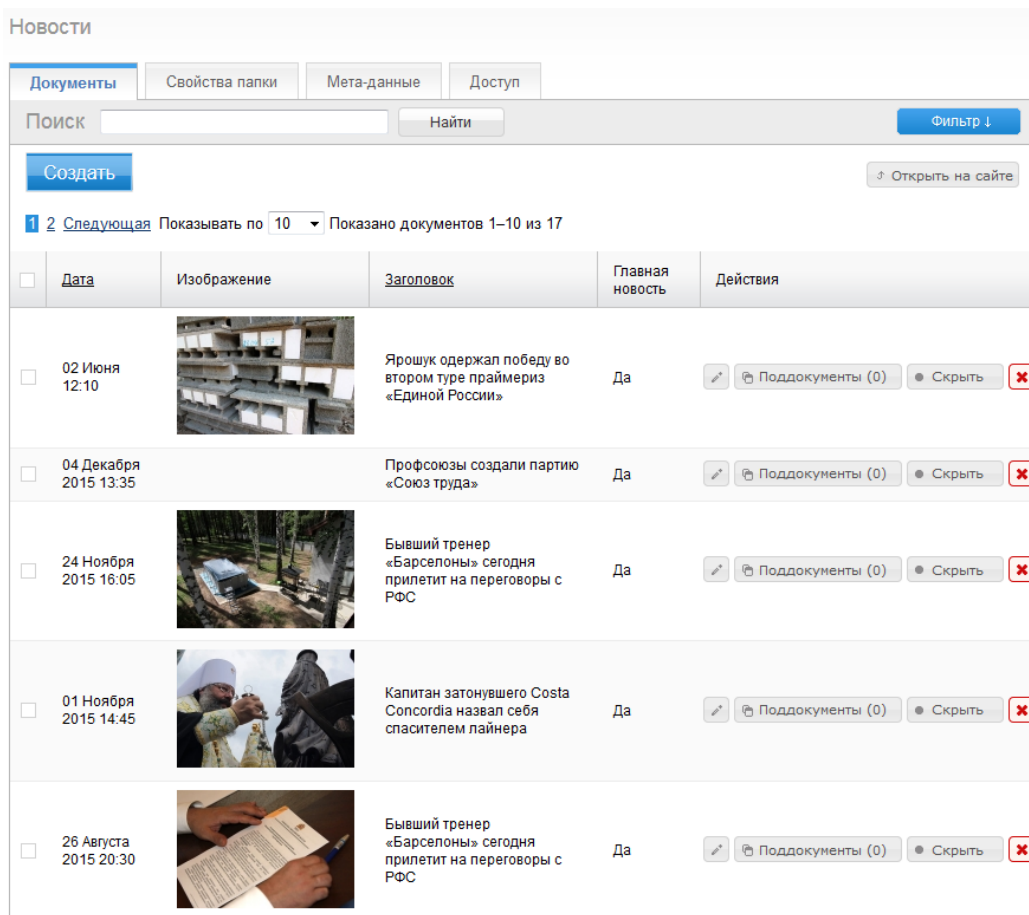 Новости
Документы Свойства папки Мета-данные Доступ
Поиск Найти Фильтр ↓
Создать Открыть на сайте
1 2 Следующая Показывать по 10 Показано документов 1–10 из 17
Дата Изображение Заголовок Главная новость Действия
02 Июня
12:10
Ярошук одержал победу во
втором туре праймериз
«Единой России»
Да
Поддокументы (0) Скрыть
04 Декабря
2015 13:35
Профсоюзы создали партию
«Союз труда»
Да
Поддокументы (0) Скрыть
24 Ноября
2015 16:05
Бывший тренер
«Барселоны» сегодня
прилетит на переговоры с
РФС
Да
Поддокументы (0) Скрыть
01 Ноября
2015 14:45
Капитан затонувшего Costa
Concordia назвал себя
спасителем лайнера
Да
Поддокументы (0) Скрыть
26 Августа
2015 20:30
Бывший тренер
«Барселоны» сегодня
прилетит на переговоры с
РФС
Да
Поддокументы (0) Скрыть